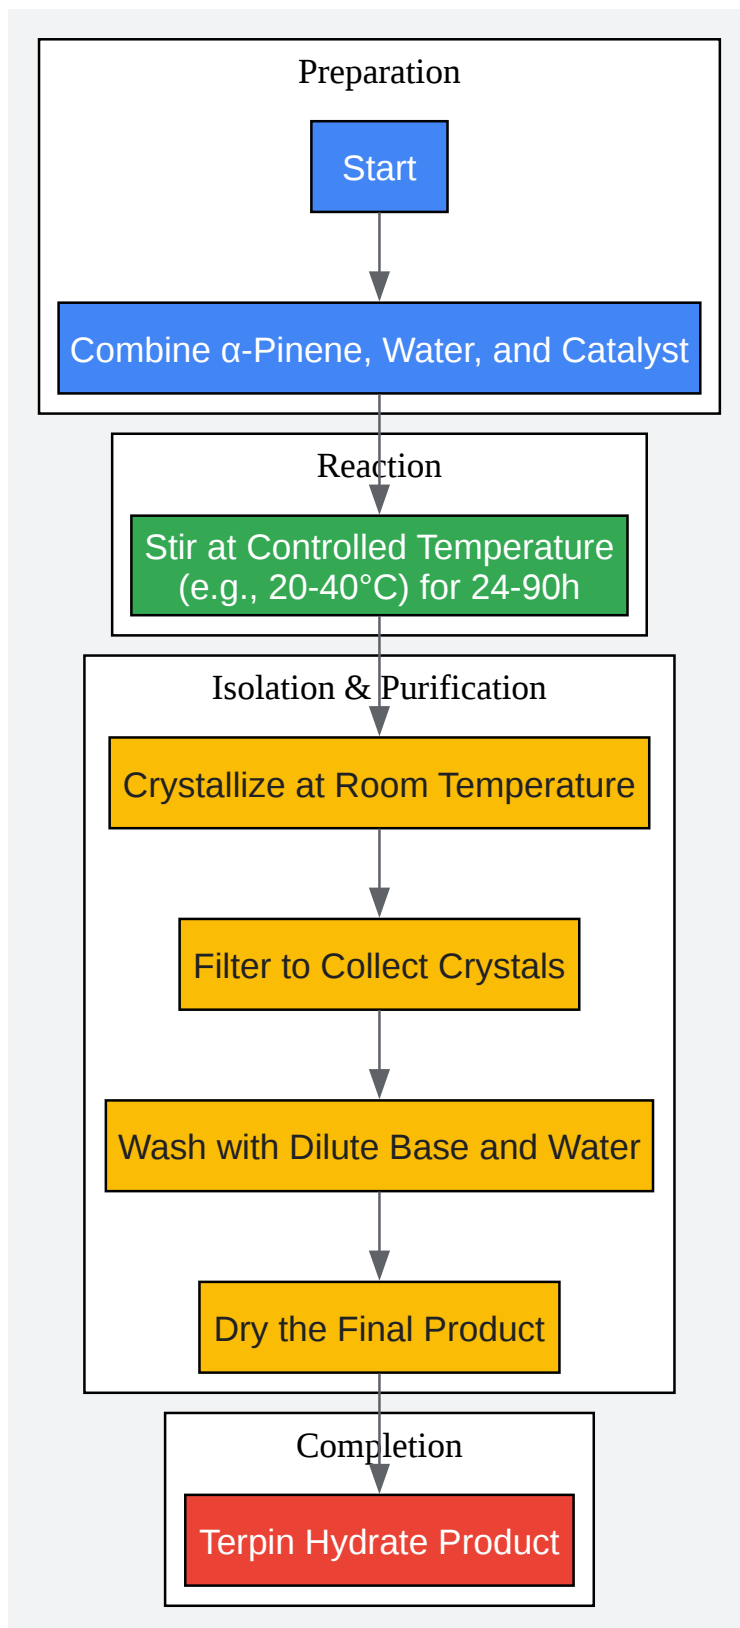 Preparation
Start
Combine α-Pinene, Water, and Catalyst
Reaction
Stir at Controlled Temperature
(e.g., 20-40°C) for 24-90h
Isolation & Purification
Crystallize at Room Temperature
Filter to Collect Crystals
Wash with Dilute Base and Water
Dry the Final Product
Completion
Terpin Hydrate Product